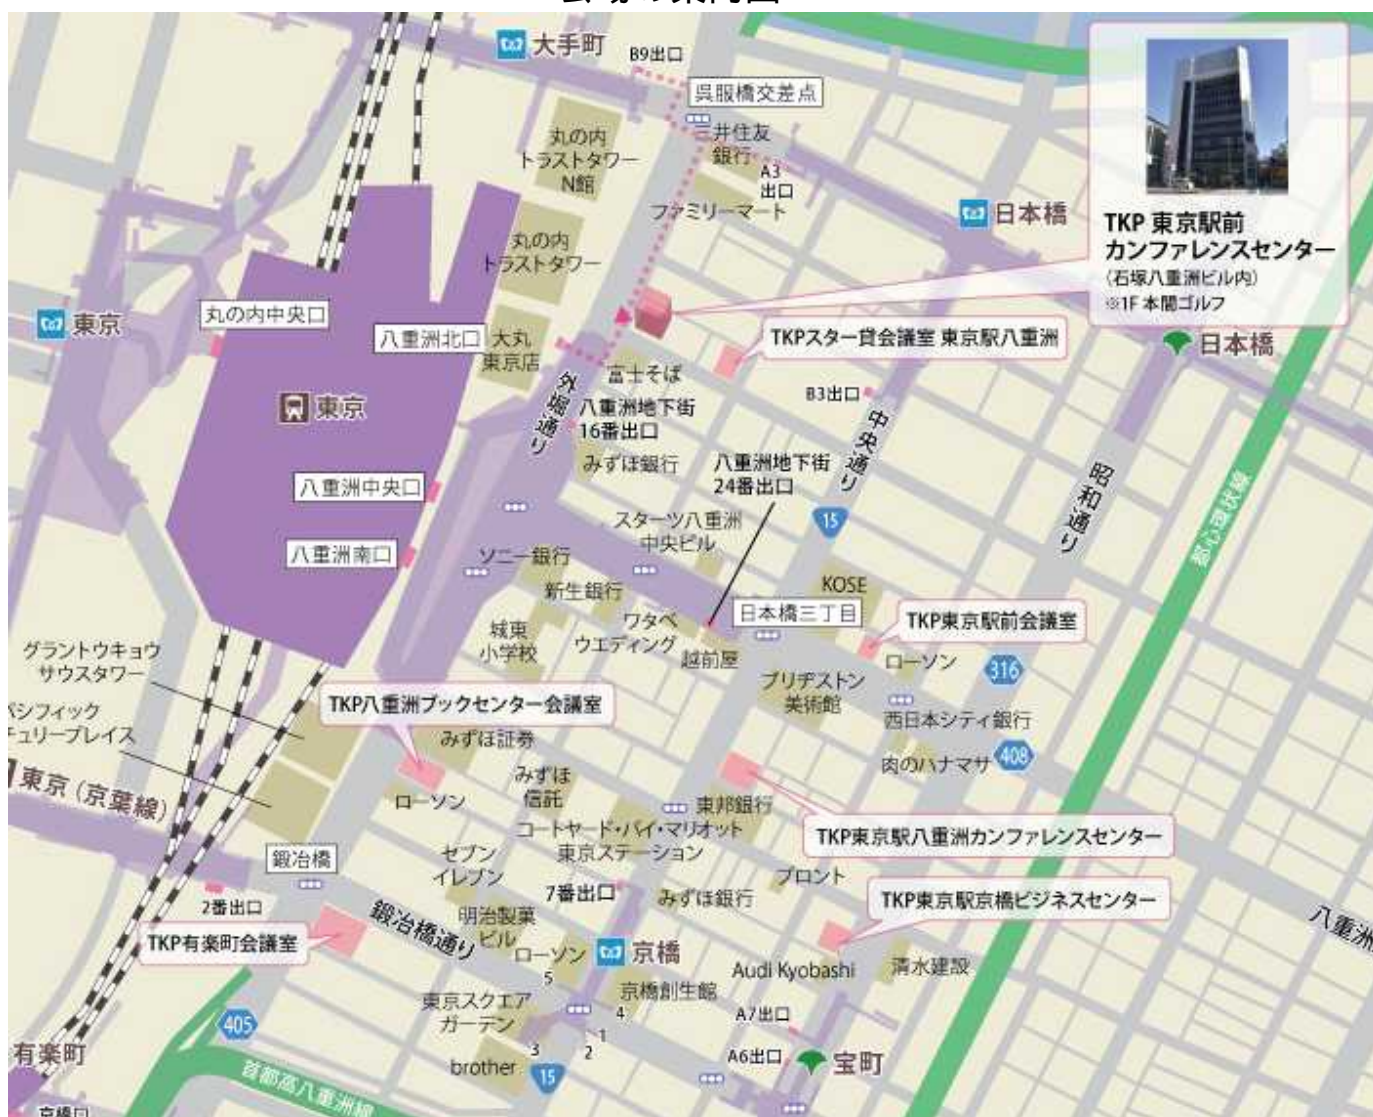 大手町
B9出口
呉服橋交差点
三井住友
銀行
A3
出口
丸の内
トラストタワー
N館
ファミリーマート
日本橋
TKP 東京駅前
カンファレンスセンター
(石塚八重洲ビル内)
※1F 本間ゴルフ
丸の内
トラストタワー
東京
丸の内中央口
八重洲北口
大丸
東京店
TKPスター貸会議室 東京駅八重洲
日本橋
東京
外堀通り
富士そば
八重洲地下街
16番出口
みずほ銀行
B3出口
中央通り
八重洲地下街
24番出口
昭和通り
都心環状線
八重洲中央口
15
スターツ八重洲
中央ビル
八重洲南口
ソニー銀行
新生銀行
KOSE
日本橋三丁目
TKP東京駅前会議室
ワタベ
ウエディング
城東
小学校
越前屋
ローソン
316
グラントウキョウ
サウスタワー
ブリヂストン
美術館
TKP八重洲ブックセンター会議室
西日本シティ銀行
パシフィック
チュリープレイス
みずほ証券
肉のハナマサ
408
東京(京葉線)
みずほ
信託
ローソン
東邦銀行
コートヤード・バイ・マリオット
東京ステーション
TKP東京駅八重洲カンファレンスセンター
鍛冶橋
セブン
イレブン
プロント
2番出口
7番出口
みずほ銀行
TKP東京駅京橋ビジネスセンター
鍛冶橋通り
明治製菓
ビル
八重洲
TKP有楽町会議室
ローソン
京橋
Audi Kyobashi
清水建設
5
京橋創生館
東京スクエア
ガーデン
4
A7出口
405
1
2
3
有楽町
brother
15
A6出口
宝町
首都高八重洲線
京橋口